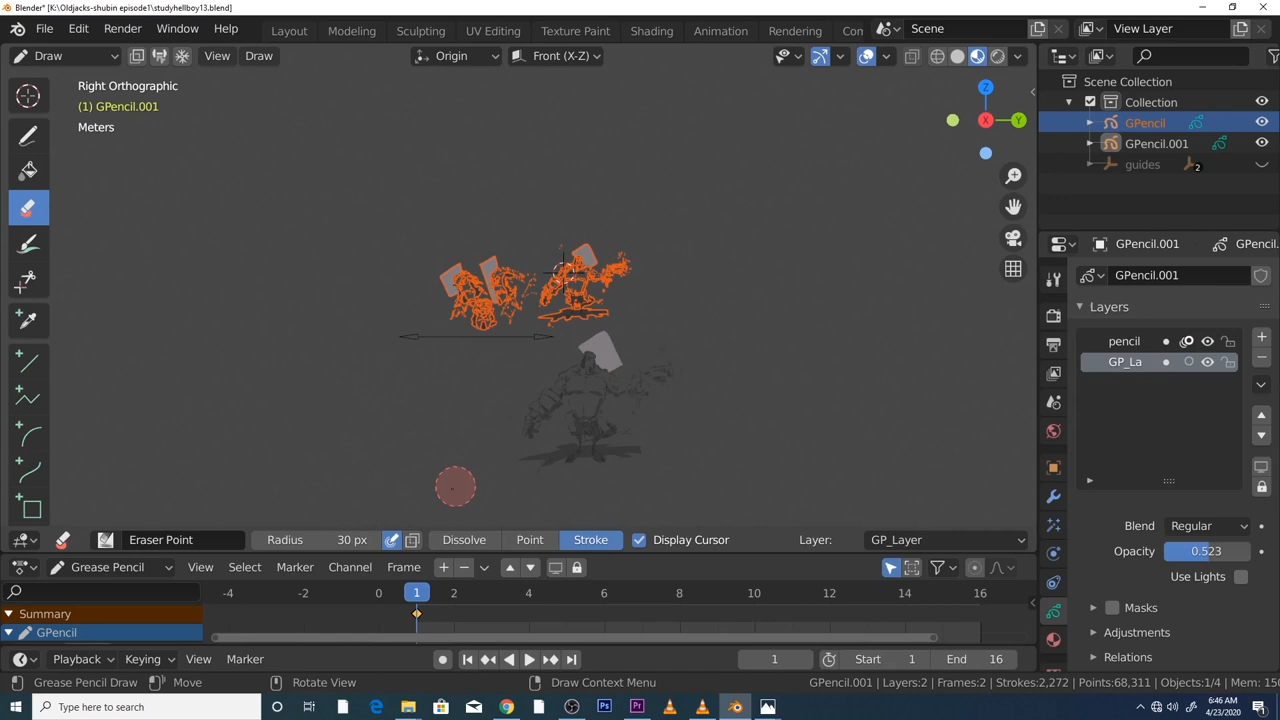 Blender* [K:\Oldjacks-shubin episode1\studyhellboy13.blend]
File Edit Render Window Help Layout Modeling Sculpting UV Editing Texture Paint Shading Animation Rendering Scene View Layer
Draw View Draw Origin Front (X-Z)
Right Orthographic
(1) GPencil.001
Meters
Z
X
Y
Scene Collection
Collection
GPencil
GPencil.001
guides 2
GPencil.001
GPencil.001
Layers
pencil
GP_La
Blend Regular
Opacity 0.523
Use Lights
Masks
Adjustments
Relations
Eraser Point Radius 30 px Dissolve Point Stroke Display Cursor Layer: GP_Layer
Grease Pencil View Select Marker Channel Frame
-4 -2 0 1 2 4 6 8 10 12 14 16
Summary
GPencil
Playback Keying View Marker 1 Start 1 End 16
Grease Pencil Draw Move Rotate View Draw Context Menu GPencil.001 | Layers:2 | Frames:2 | Strokes:2,272 | Points:68,311 | Objects:1/4 | Mem: 150
Type here to search
6:46 AM
4/23/2020